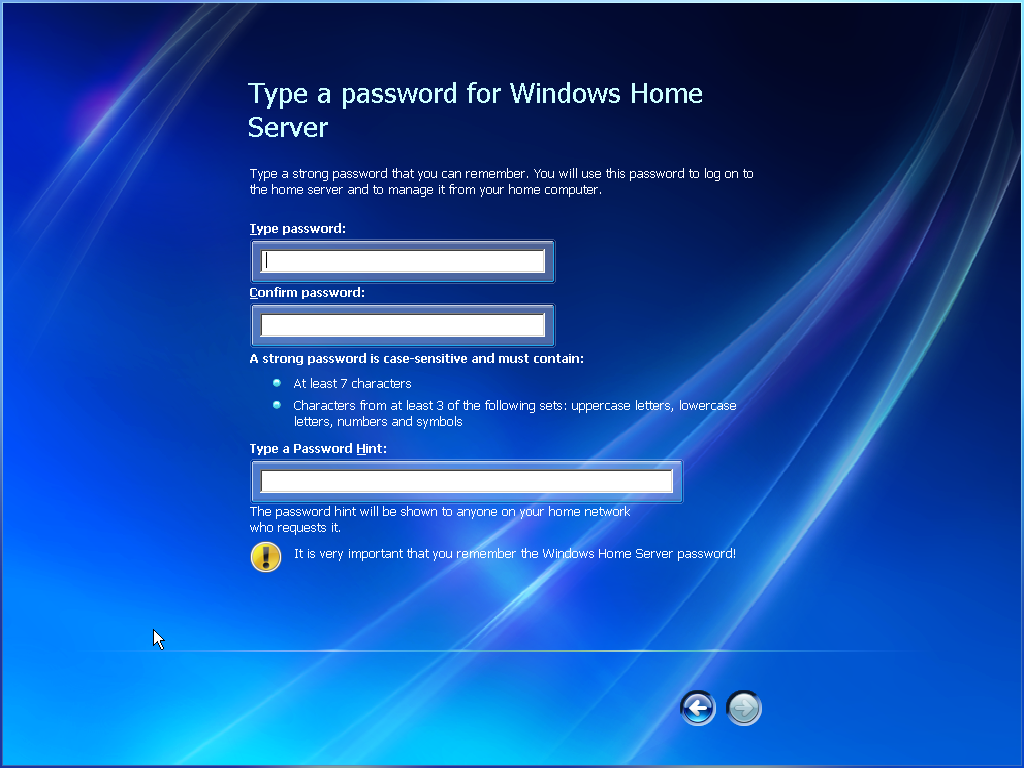 Type a password for Windows Home
Server
Type a strong password that you can remember. You will use this password to log on to
the home server and to manage it from your home computer.
Type password:
Confirm password:
A strong password is case-sensitive and must contain:
At least 7 characters
Characters from at least 3 of the following sets: uppercase letters, lowercase
letters, numbers and symbols
Type a Password Hint:
The password hint will be shown to anyone on your home network
who requests it.
It is very important that you remember the Windows Home Server password!